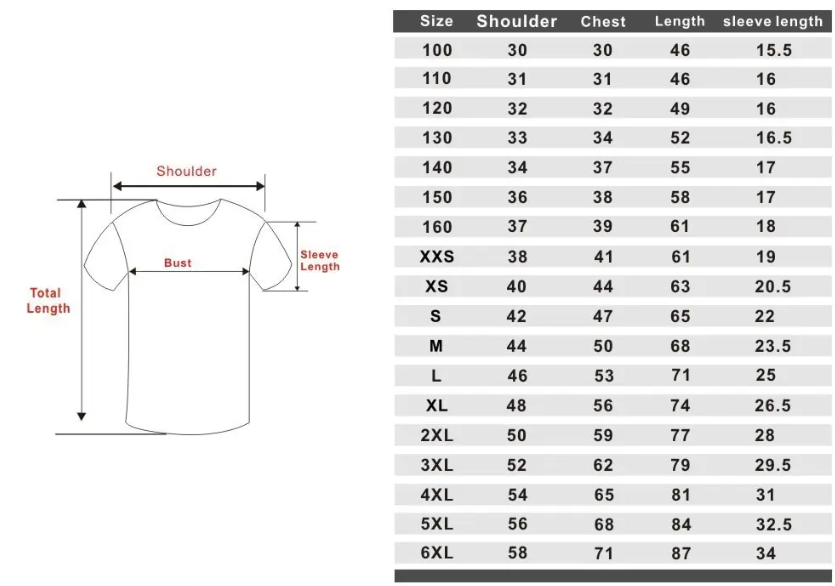 Shoulder
Bust
Sleeve
Length
Total
Length
Size Shoulder Chest Length sleeve length
100 30 30 46 15.5
110 31 31 46 16
120 32 32 49 16
130 33 34 52 16.5
140 34 37 55 17
150 36 38 58 17
160 37 39 61 18
XXS 38 41 61 19
XS 40 44 63 20.5
S 42 47 65 22
M 44 50 68 23.5
L 46 53 71 25
XL 48 56 74 26.5
2XL 50 59 77 28
3XL 52 62 79 29.5
4XL 54 65 81 31
5XL 56 68 84 32.5
6XL 58 71 87 34